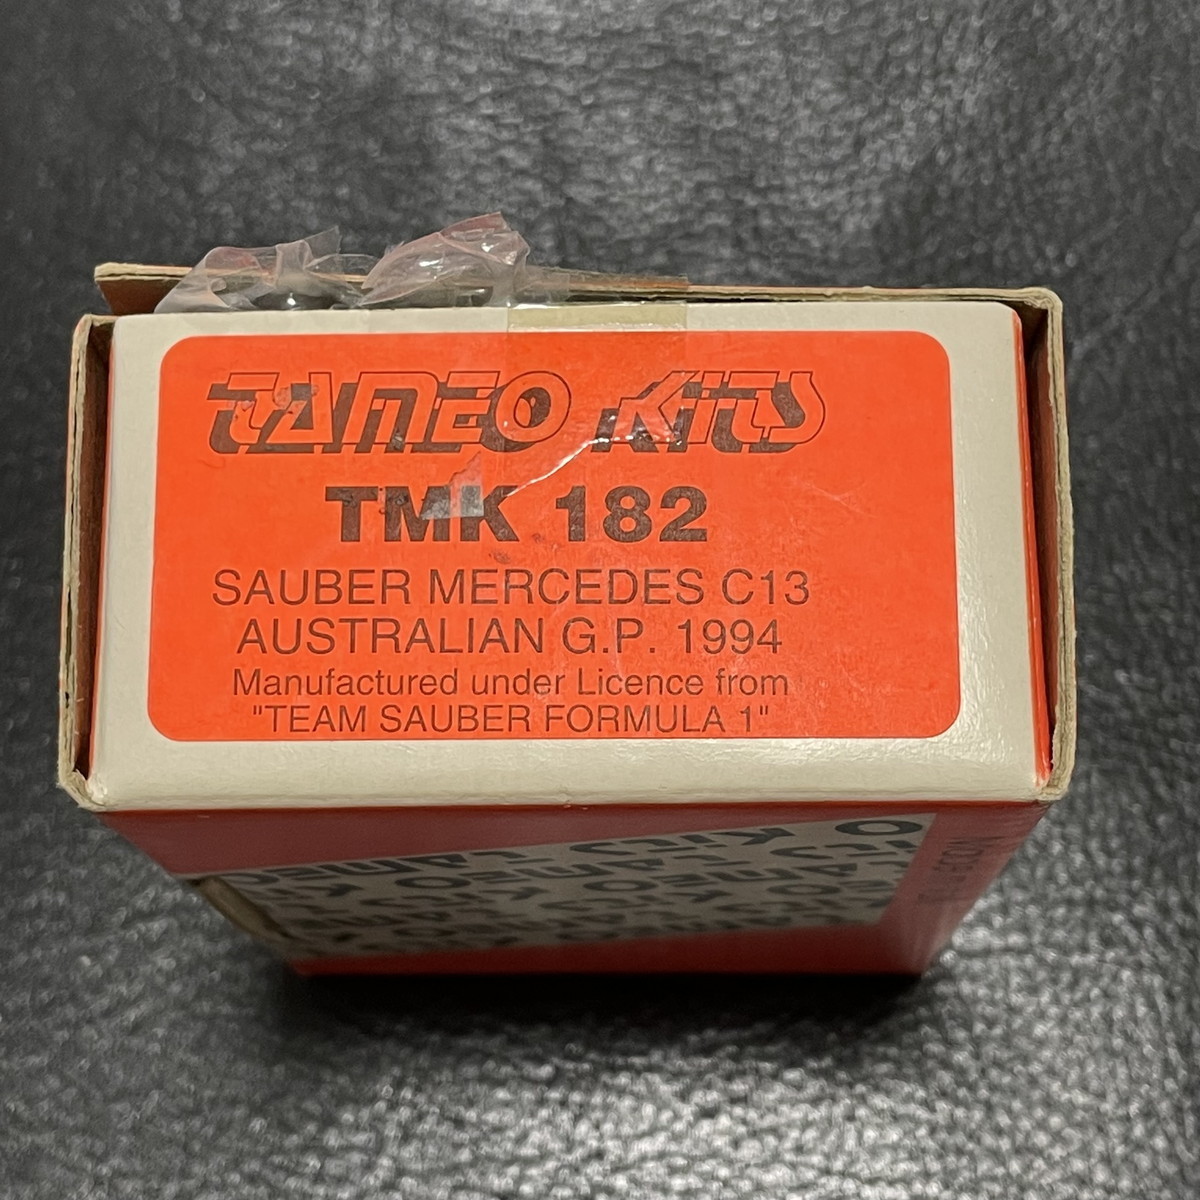 TAMEO KiTS
TMK 182
SAUBER MERCEDES C13
AUSTRALIAN G.P. 1994
Manufactured under Licence from
"TEAM SAUBER FORMULA 1"